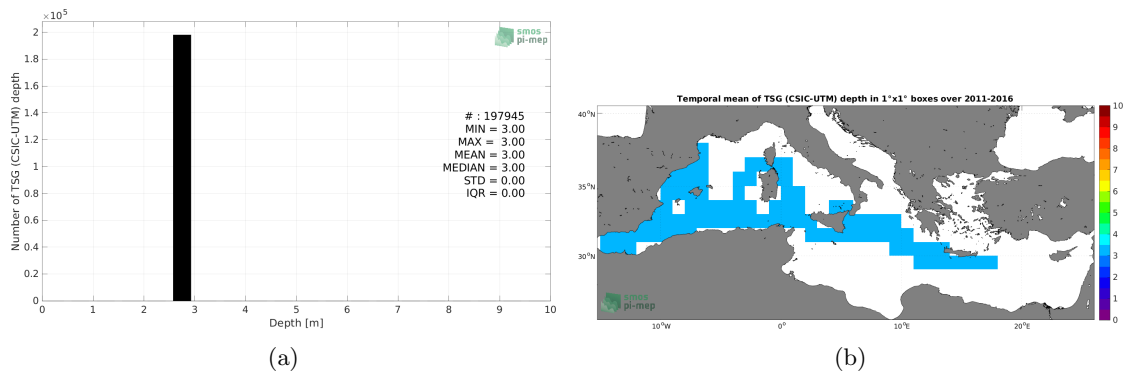 ×10⁵
2
1.8
1.6
1.4
1.2
1
0.8
0.6
0.4
0.2
0
Number of TSG (CSIC-UTM) depth
smos
pi-mep
# : 197945
MIN = 3.00
MAX = 3.00
MEAN = 3.00
MEDIAN = 3.00
STD = 0.00
IQR = 0.00
0 1 2 3 4 5 6 7 8 9 10
Depth [m]
(a)
Temporal mean of TSG (CSIC-UTM) depth in 1°x1° boxes over 2011-2016
40°N
35°N
30°N
smos
pi-mep
10°W 0° 10°E 20°E
10
9
8
7
6
5
4
3
2
1
0
(b)